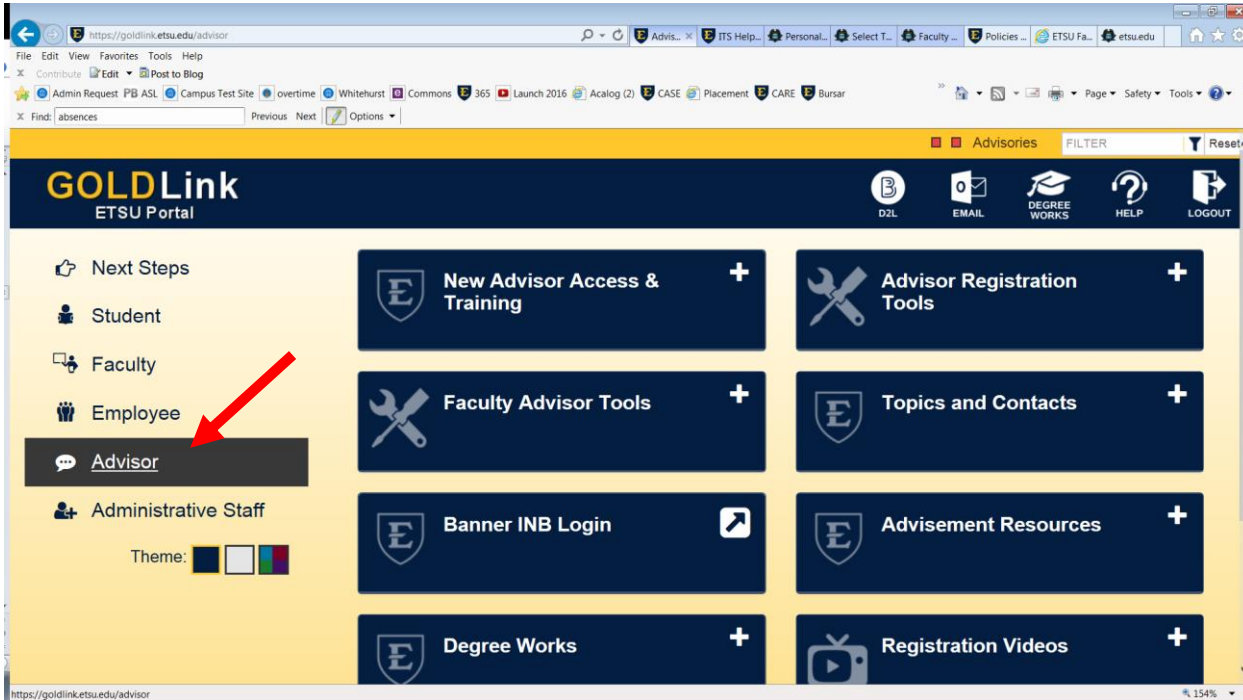 https://goldlink.etsu.edu/advisor
Advis...
ITS Help...
Personal...
Select T...
Faculty ...
Policies ...
ETSU Fa...
etsu.edu
File Edit View Favorites Tools Help
x Contribute Edit Post to Blog
Admin Request PB ASL Campus Test Site overtime Whitehurst Commons 365 Launch 2016 Acalog (2) CASE Placement CARE Bursar
Page Safety Tools
x Find: absences Previous Next Options
Advisories FILTER Reset
GOLDLink
ETSU Portal
D2L
EMAIL
DEGREE
WORKS
HELP
LOGOUT
Next Steps
Student
Faculty
Employee
Advisor
Administrative Staff
Theme:
New Advisor Access &
Training
Advisor Registration
Tools
Faculty Advisor Tools
Topics and Contacts
Banner INB Login
Advisement Resources
Degree Works
Registration Videos
https://goldlink.etsu.edu/advisor
154%